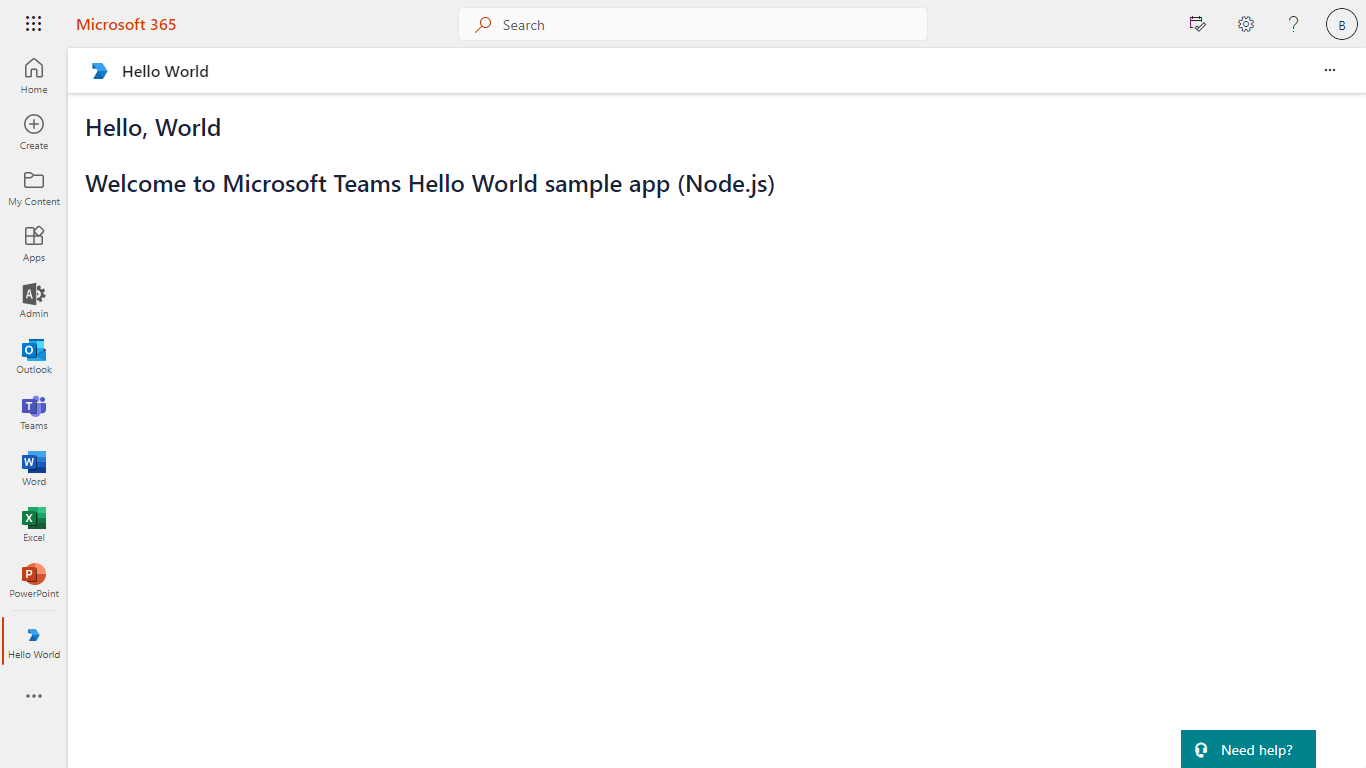 Microsoft 365
Search
B
Home
Create
My Content
Apps
Admin
Outlook
Teams
Word
Excel
PowerPoint
Hello World
Hello World
Hello, World
Welcome to Microsoft Teams Hello World sample app (Node.js)
Need help?